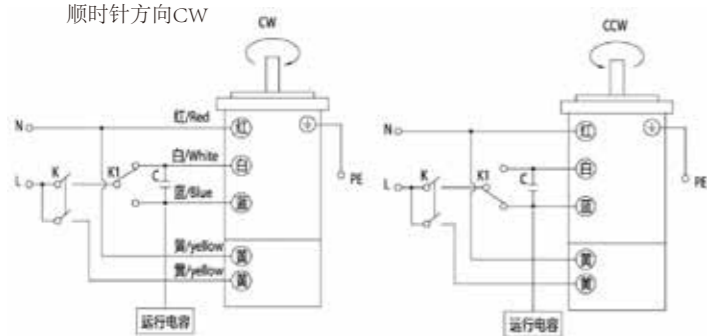 顺时针方向CW
CW
N
红/Red
红
白/White
白
L
K
K1
C
蓝/Blue
蓝
PE
黄/yellow
黄
黄/yellow
黄
运行电容
CCW
N
红
白
L
K
K1
C
蓝
PE
黄
黄
运行电容